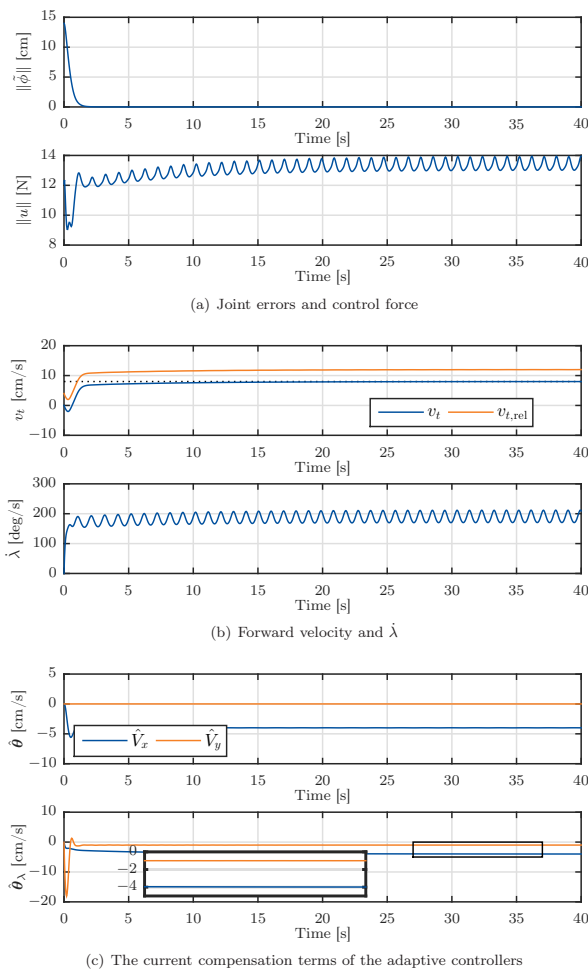 15
10
5
0
‖φ̃‖ [cm]
0 5 10 15 20 25 30 35 40
Time [s]
14
12
10
8
‖u‖ [N]
0 5 10 15 20 25 30 35 40
Time [s]
(a) Joint errors and control force
20
10
0
−10
v_t [cm/s]
v_t v_{t,rel}
0 5 10 15 20 25 30 35 40
Time [s]
300
200
100
0
λ̇ [deg/s]
0 5 10 15 20 25 30 35 40
Time [s]
(b) Forward velocity and λ̇
5
0
−5
−10
θ̂ [cm/s]
V̂_x V̂_y
0 5 10 15 20 25 30 35 40
Time [s]
10
0
−10
−20
θ̂_λ [cm/s]
0
−2
−4
0 5 10 15 20 25 30 35 40
Time [s]
(c) The current compensation terms of the adaptive controllers